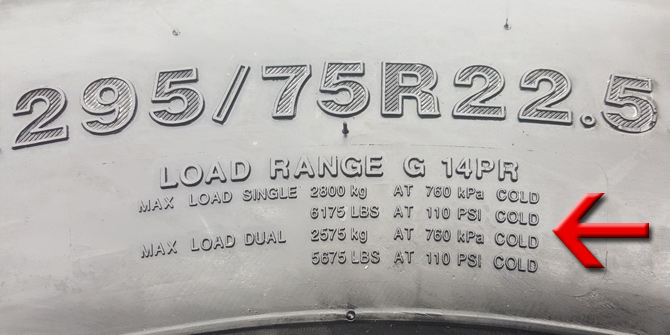 295/75R22.5
LOAD RANGE G 14PR
MAX LOAD SINGLE 2800 kg AT 760 kPa COLD
6175 LBS AT 110 PSI COLD
MAX LOAD DUAL 2575 kg AT 760 kPa COLD
5675 LBS AT 110 PSI COLD